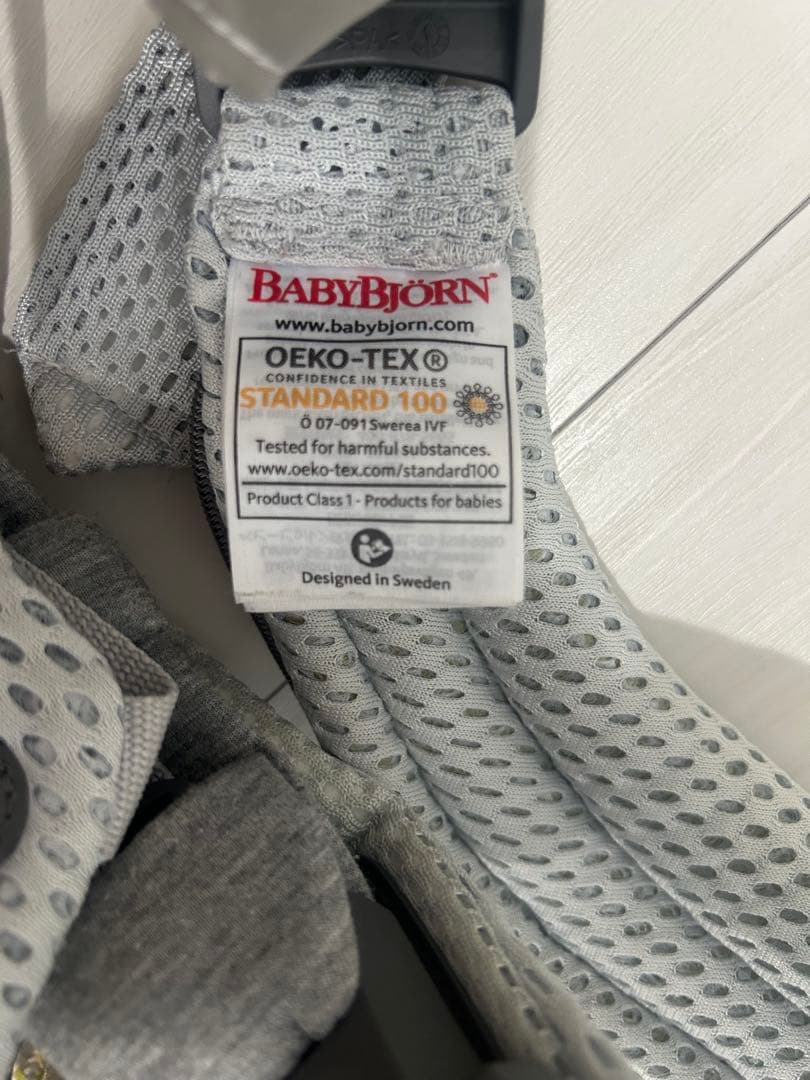 BABYBJÖRN®
www.babybjorn.com
OEKO-TEX®
CONFIDENCE IN TEXTILES
STANDARD 100
Ö 07-091 Swerea IVF
Tested for harmful substances.
www.oeko-tex.com/standard100
Product Class 1 - Products for babies
Designed in Sweden